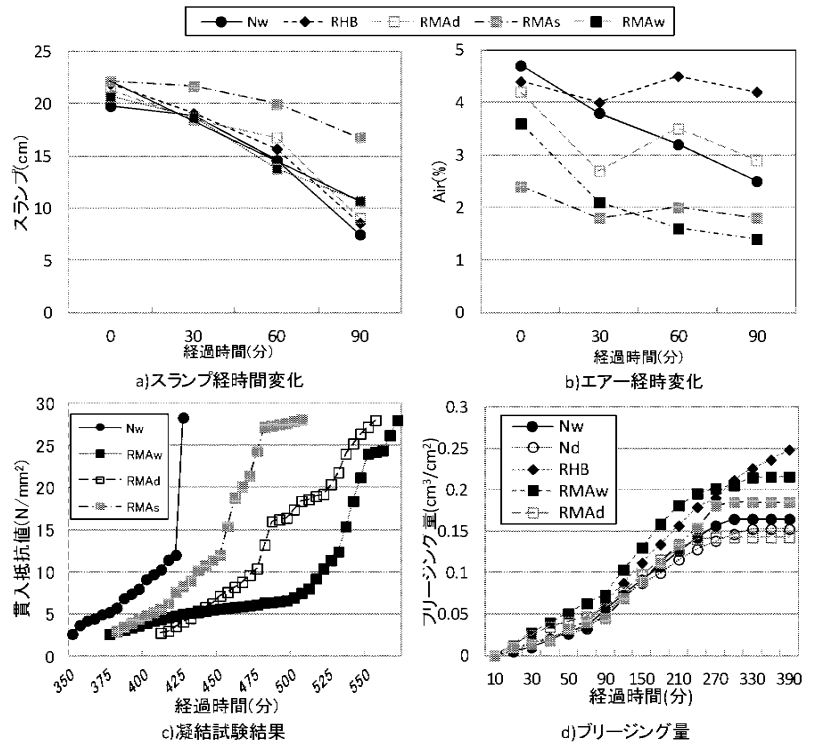 Nw RHB RMAd RMAs RMAw
25
20
15
10
5
0
スランプ(cm)
0 30 60 90
経過時間(分)
a)スランプ経時間変化
5
4
3
2
1
0
Air(%)
0 30 60 90
経過時間(分)
b)エアー経時変化
30
25
20
15
10
5
0
貫入抵抗値(N/mm²)
Nw
RMAw
RMAd
RMAs
350 375 400 425 450 475 500 525 550
経過時間(分)
c)凝結試験結果
0.3
0.25
0.2
0.15
0.1
0.05
0
ブリージング量(cm³/cm²)
Nw
Nd
RHB
RMAw
RMAd
10 30 50 90 150 210 270 330 390
経過時間(分)
d)ブリージング量